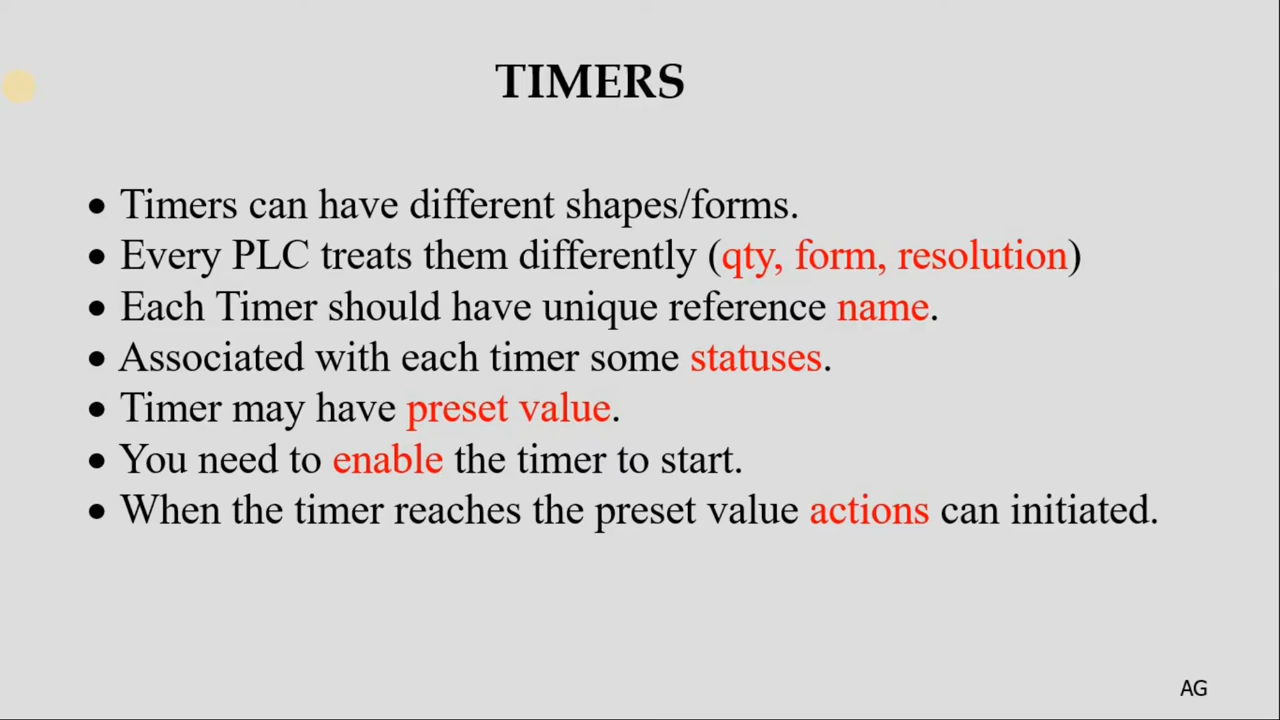 TIMERS
• Timers can have different shapes/forms.
• Every PLC treats them differently (qty, form, resolution)
• Each Timer should have unique reference name.
• Associated with each timer some statuses.
• Timer may have preset value.
• You need to enable the timer to start.
• When the timer reaches the preset value actions can initiated.
AG